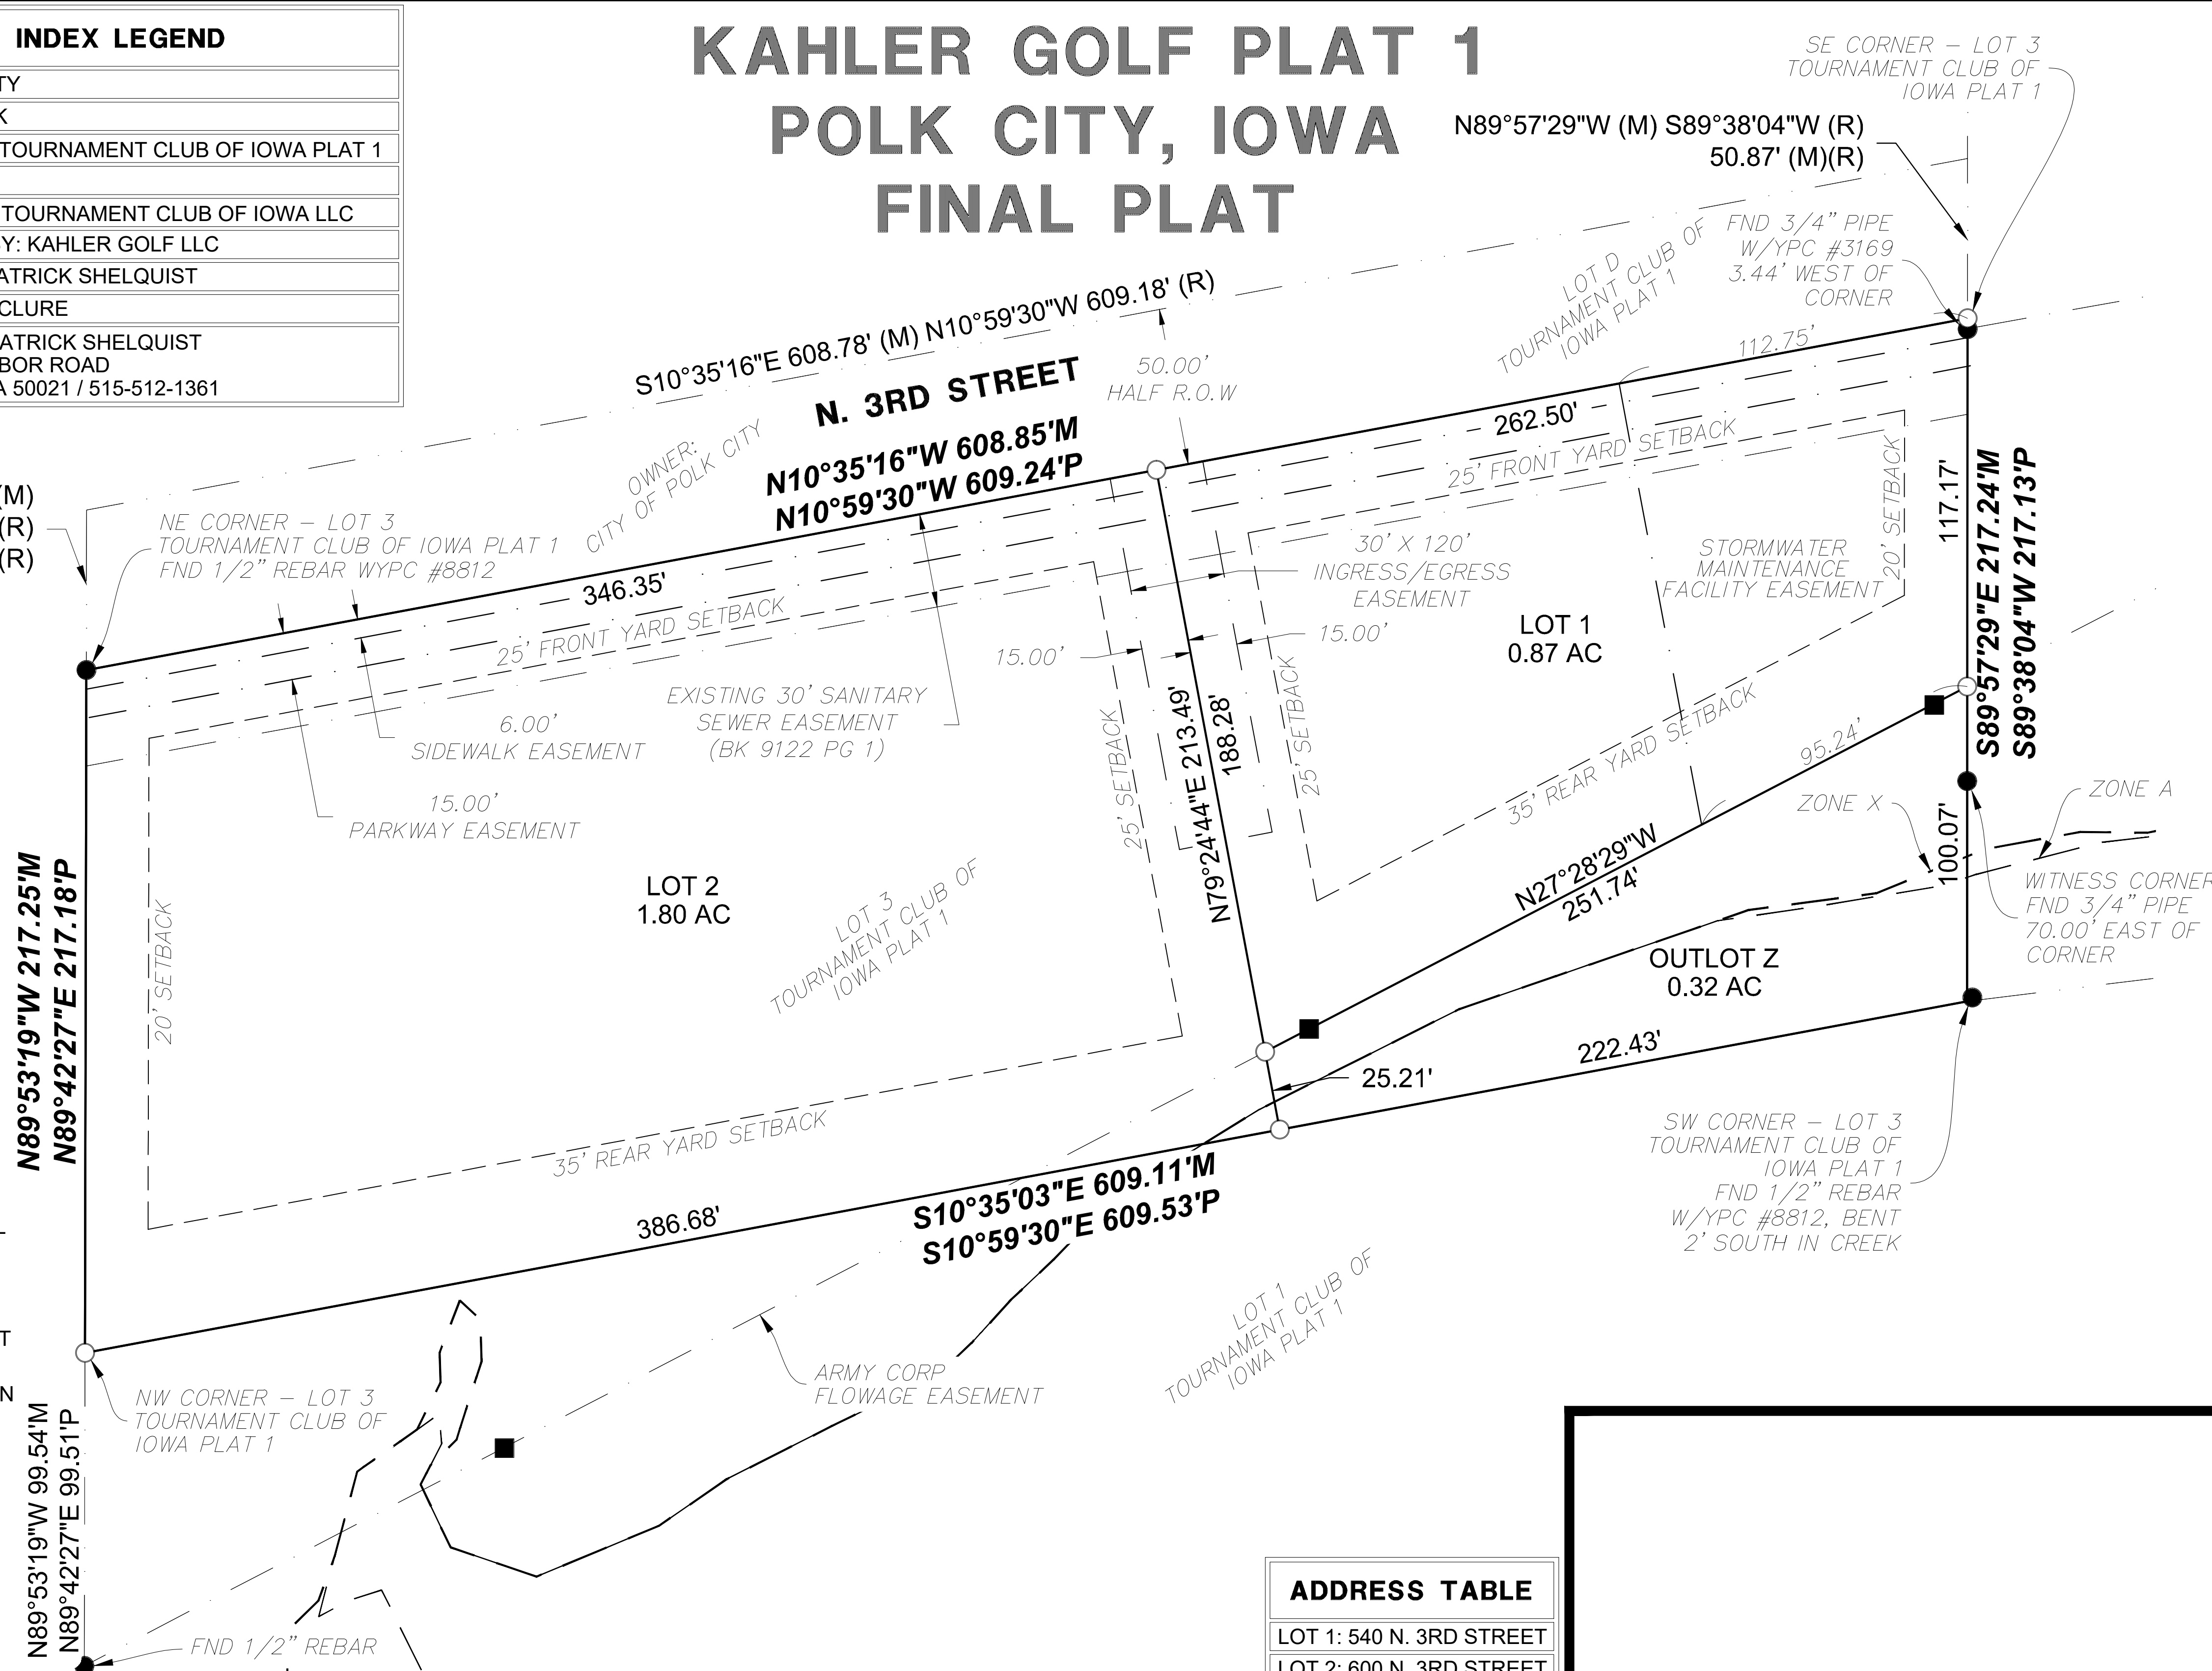 INDEX LEGEND
TY
K
TOURNAMENT CLUB OF IOWA PLAT 1
TOURNAMENT CLUB OF IOWA LLC
Y: KAHLER GOLF LLC
ATRICK SHELQUIST
CLURE
ATRICK SHELQUIST
BOR ROAD
A 50021 / 515-512-1361
KAHLER GOLF PLAT 1
POLK CITY, IOWA
FINAL PLAT
SE CORNER – LOT 3
TOURNAMENT CLUB OF
IOWA PLAT 1
N89°57'29"W (M) S89°38'04"W (R)
50.87' (M)(R)
FND 3/4" PIPE
W/YPC #3169
3.44' WEST OF
CORNER
LOT D
TOURNAMENT CLUB OF
IOWA PLAT 1
S10°35'16"E 608.78' (M) N10°59'30"W 609.18' (R)
N. 3RD STREET
50.00'
HALF R.O.W
N10°35'16"W 608.85'M
N10°59'30"W 609.24'P
OWNER:
CITY OF POLK CITY
112.75'
262.50'
25' FRONT YARD SETBACK
20' SETBACK
117.17'
S89°57'29"E 217.24'M
S89°38'04"W 217.13'P
(M)
(R)
(R)
NE CORNER – LOT 3
TOURNAMENT CLUB OF IOWA PLAT 1
FND 1/2" REBAR WYPC #8812
346.35'
25' FRONT YARD SETBACK
30' X 120'
INGRESS/EGRESS
EASEMENT
STORMWATER
MAINTENANCE
FACILITY EASEMENT
LOT 1
0.87 AC
15.00'
15.00'
6.00'
SIDEWALK EASEMENT
EXISTING 30' SANITARY
SEWER EASEMENT
(BK 9122 PG 1)
15.00'
PARKWAY EASEMENT
25' SETBACK
N79°24'44"E 213.49'
188.28'
25' SETBACK
35' REAR YARD SETBACK
95.24'
ZONE X
ZONE A
100.07'
N27°28'29"W
251.74'
WITNESS CORNER
FND 3/4" PIPE
70.00' EAST OF
CORNER
N89°53'19"W 217.25'M
N89°42'27"E 217.18'P
20' SETBACK
LOT 2
1.80 AC
LOT 3
TOURNAMENT CLUB OF
IOWA PLAT 1
OUTLOT Z
0.32 AC
222.43'
25.21'
35' REAR YARD SETBACK
386.68'
S10°35'03"E 609.11'M
S10°59'30"E 609.53'P
SW CORNER – LOT 3
TOURNAMENT CLUB OF
IOWA PLAT 1
FND 1/2" REBAR
W/YPC #8812, BENT
2' SOUTH IN CREEK
LOT 1
TOURNAMENT CLUB OF
IOWA PLAT 1
T
N
NW CORNER – LOT 3
TOURNAMENT CLUB OF
IOWA PLAT 1
ARMY CORP
FLOWAGE EASEMENT
N89°53'19"W 99.54'M
N89°42'27"E 99.51'P
FND 1/2" REBAR
ADDRESS TABLE
LOT 1: 540 N. 3RD STREET
LOT 2: 600 N. 3RD STREET